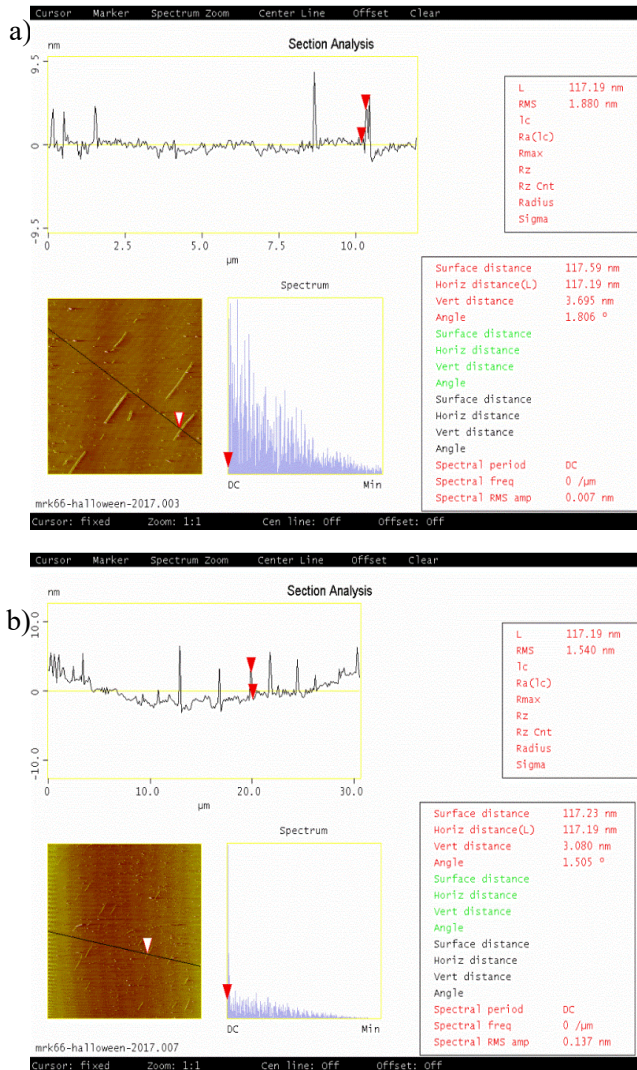 Cursor Marker Spectrum Zoom Center Line Offset Clear
a)
Section Analysis
nm
9.5
0
-9.5
0 2.5 5.0 7.5 10.0
µm
L 117.19 nm
RMS 1.880 nm
lc
Ra(lc)
Rmax
Rz
Rz Cnt
Radius
Sigma
Surface distance 117.59 nm
Horiz distance(L) 117.19 nm
Vert distance 3.695 nm
Angle 1.806 °
Surface distance
Horiz distance
Vert distance
Angle
Surface distance
Horiz distance
Vert distance
Angle
Spectral period DC
Spectral freq 0 /µm
Spectral RMS amp 0.007 nm
Spectrum
DC Min
mrk66-halloween-2017.003
Cursor: fixed Zoom: 1:1 Cen line: Off Offset: Off
Cursor Marker Spectrum Zoom Center Line Offset Clear
b)
Section Analysis
nm
10.0
0
-10.0
0 10.0 20.0 30.0
µm
L 117.19 nm
RMS 1.540 nm
lc
Ra(lc)
Rmax
Rz
Rz Cnt
Radius
Sigma
Surface distance 117.23 nm
Horiz distance(L) 117.19 nm
Vert distance 3.080 nm
Angle 1.505 °
Surface distance
Horiz distance
Vert distance
Angle
Surface distance
Horiz distance
Vert distance
Angle
Spectral period DC
Spectral freq 0 /µm
Spectral RMS amp 0.137 nm
Spectrum
DC Min
mrk66-halloween-2017.007
Cursor: fixed Zoom: 1:1 Cen line: Off Offset: Off